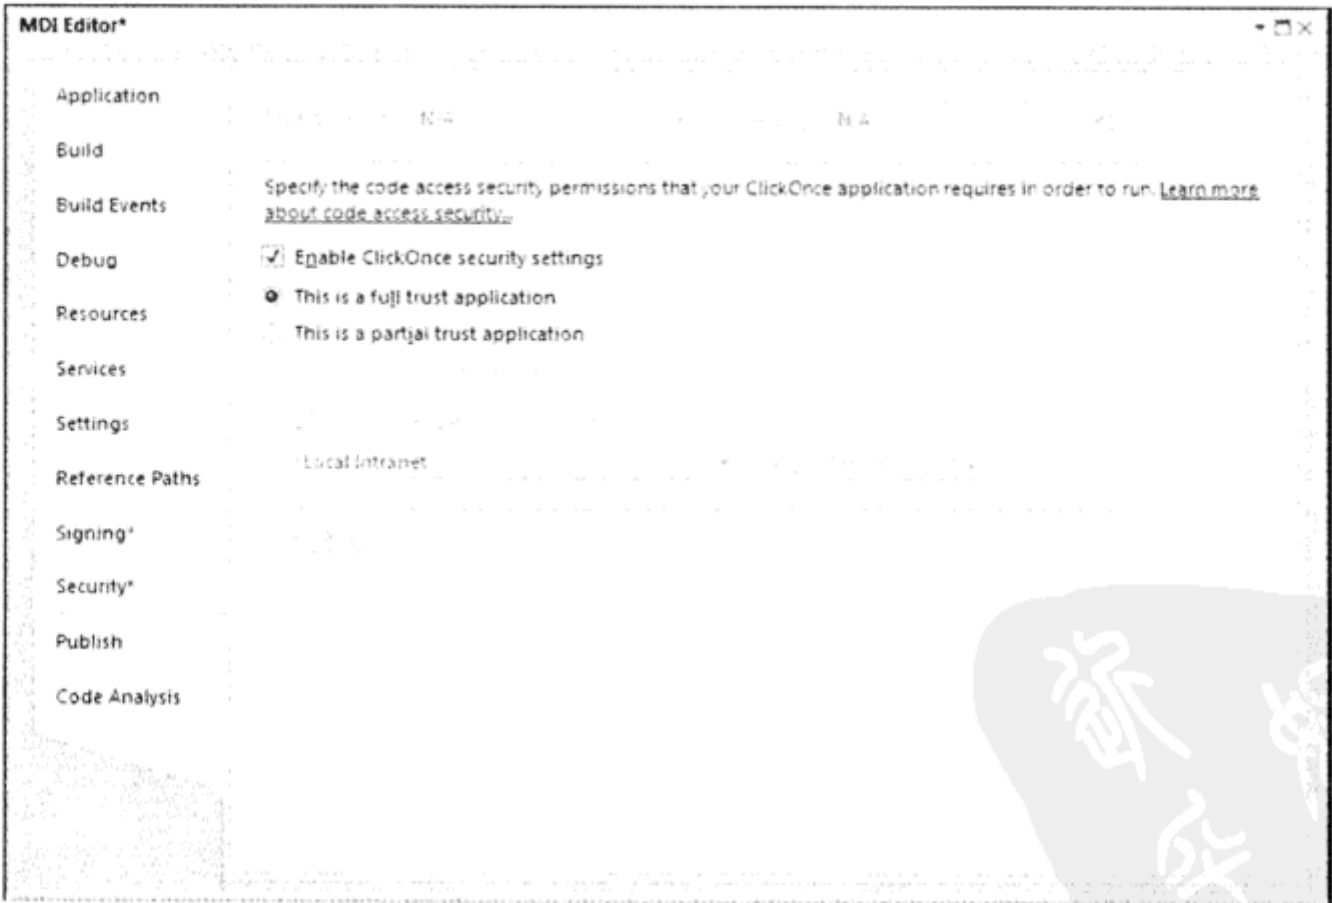 MDI Editor*
Application
N/A N/A
Build
Specify the code access security permissions that your ClickOnce application requires in order to run. Learn more
about code access security...
Build Events
Enable ClickOnce security settings
Debug
This is a full trust application
Resources
This is a partial trust application
Services
Settings
Local Intranet
Reference Paths
Signing*
Security*
Publish
Code Analysis